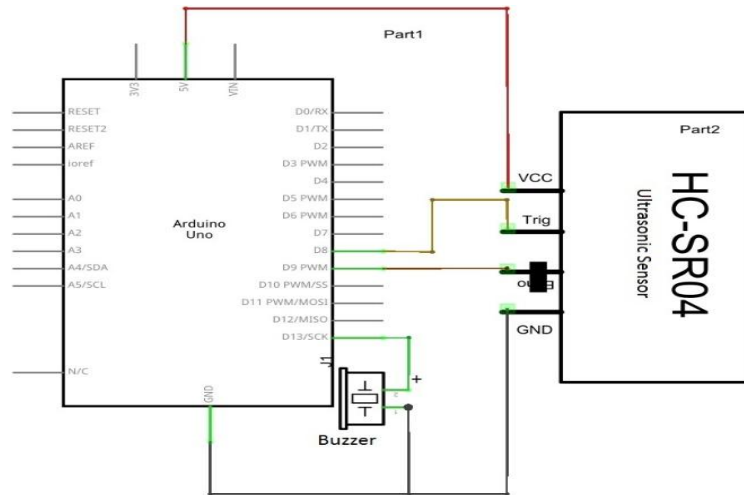 Part1
3V3
5V
VIN
RESET
RESET2
AREF
ioref
A0
A1
A2
A3
A4/SDA
A5/SCL
N/C
Arduino
Uno
D0/RX
D1/TX
D2
D3 PWM
D4
D5 PWM
D6 PWM
D7
D8
D9 PWM
D10 PWM/SS
D11 PWM/MOSI
D12/MISO
D13/SCK
GND
J1
+
2
1
Buzzer
VCC
Trig
GND
Part2
HC-SR04
Ultrasonic Sensor